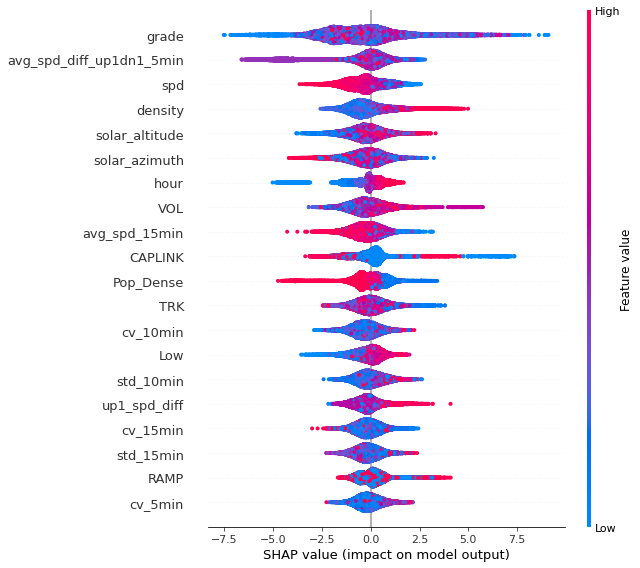 High
grade
avg_spd_diff_up1dn1_5min
spd
density
solar_altitude
solar_azimuth
hour
VOL
avg_spd_15min
CAPLINK
Pop_Dense
TRK
cv_10min
Low
std_10min
up1_spd_diff
cv_15min
std_15min
RAMP
cv_5min
Feature value
Low
−7.5 −5.0 −2.5 0.0 2.5 5.0 7.5
SHAP value (impact on model output)